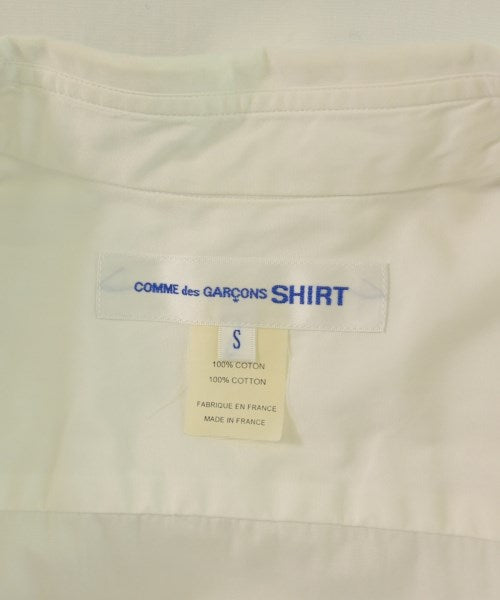 COMME des GARÇONS SHIRT
S
100% COTON
100% COTTON
FABRIQUE EN FRANCE
MADE IN FRANCE